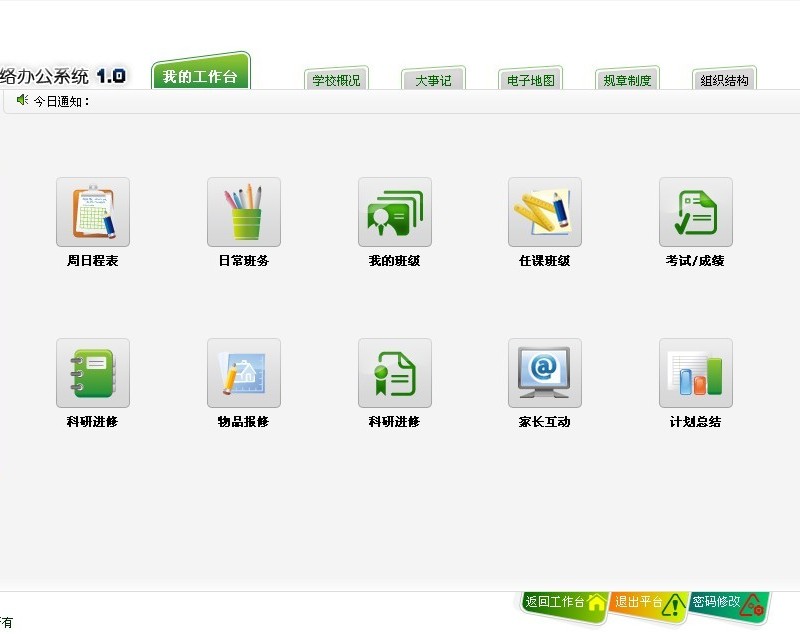 络办公系统 1.0
我的工作台
学校概况
大事记
电子地图
规章制度
组织结构
今日通知：
周日程表
日常班务
我的班级
任课班级
考试/成绩
科研进修
物品报修
科研进修
家长互动
计划总结
返回工作台
退出平台
密码修改
有